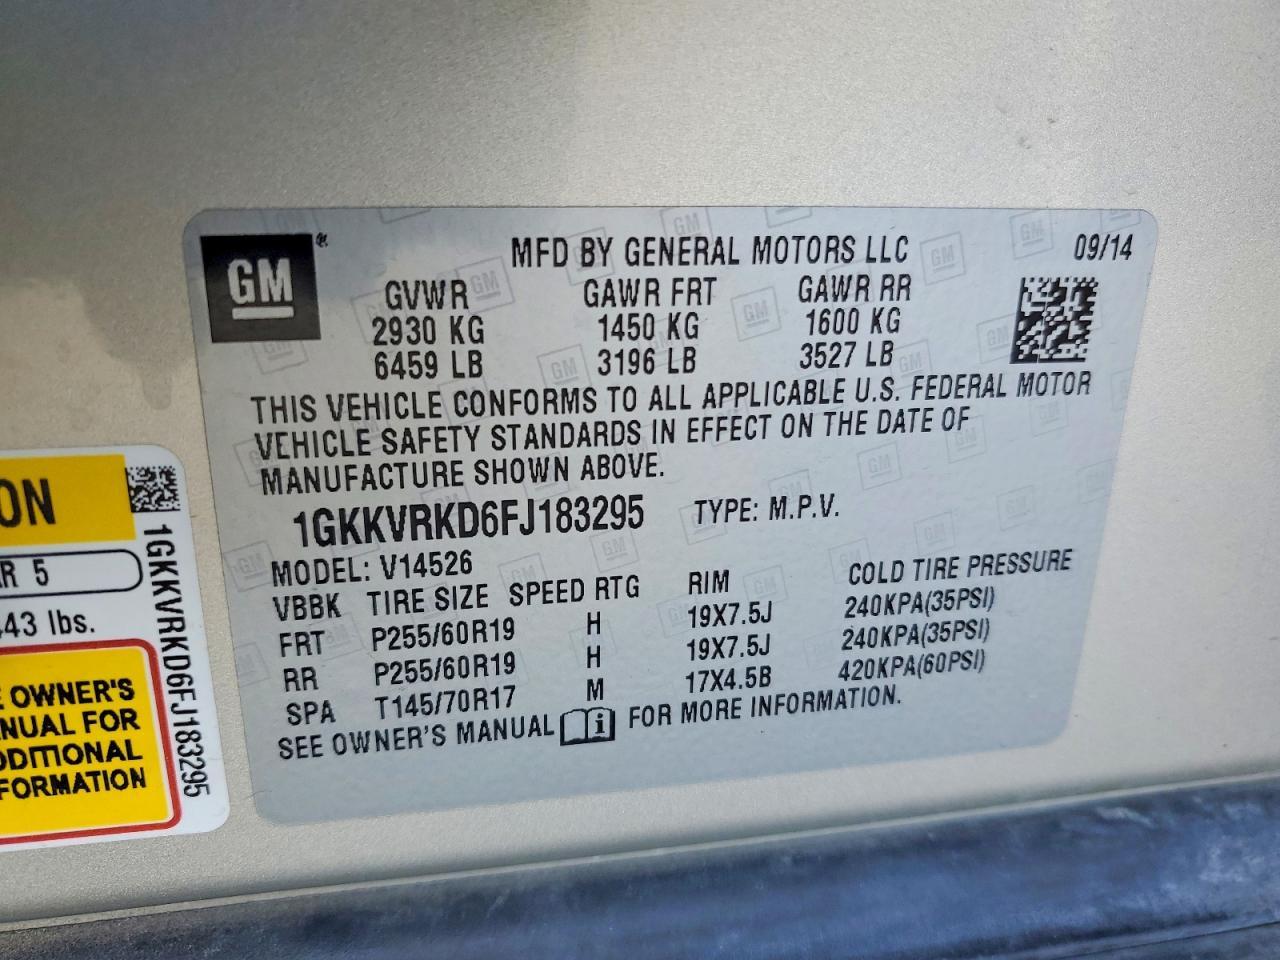 GM
MFD BY GENERAL MOTORS LLC 09/14
GVWR GAWR FRT GAWR RR
2930 KG 1450 KG 1600 KG
6459 LB 3196 LB 3527 LB
THIS VEHICLE CONFORMS TO ALL APPLICABLE U.S. FEDERAL MOTOR
VEHICLE SAFETY STANDARDS IN EFFECT ON THE DATE OF
MANUFACTURE SHOWN ABOVE.
1GKKVRKD6FJ183295 TYPE: M.P.V.
MODEL: V14526
VBBK TIRE SIZE SPEED RTG RIM COLD TIRE PRESSURE
FRT P255/60R19 H 19X7.5J 240KPA(35PSI)
RR P255/60R19 H 19X7.5J 240KPA(35PSI)
SPA T145/70R17 M 17X4.5B 420KPA(60PSI)
SEE OWNER'S MANUAL i FOR MORE INFORMATION.
ON
R 5
43 lbs.
E OWNER'S
NUAL FOR
DDITIONAL
FORMATION
1GKKVRKD6FJ183295